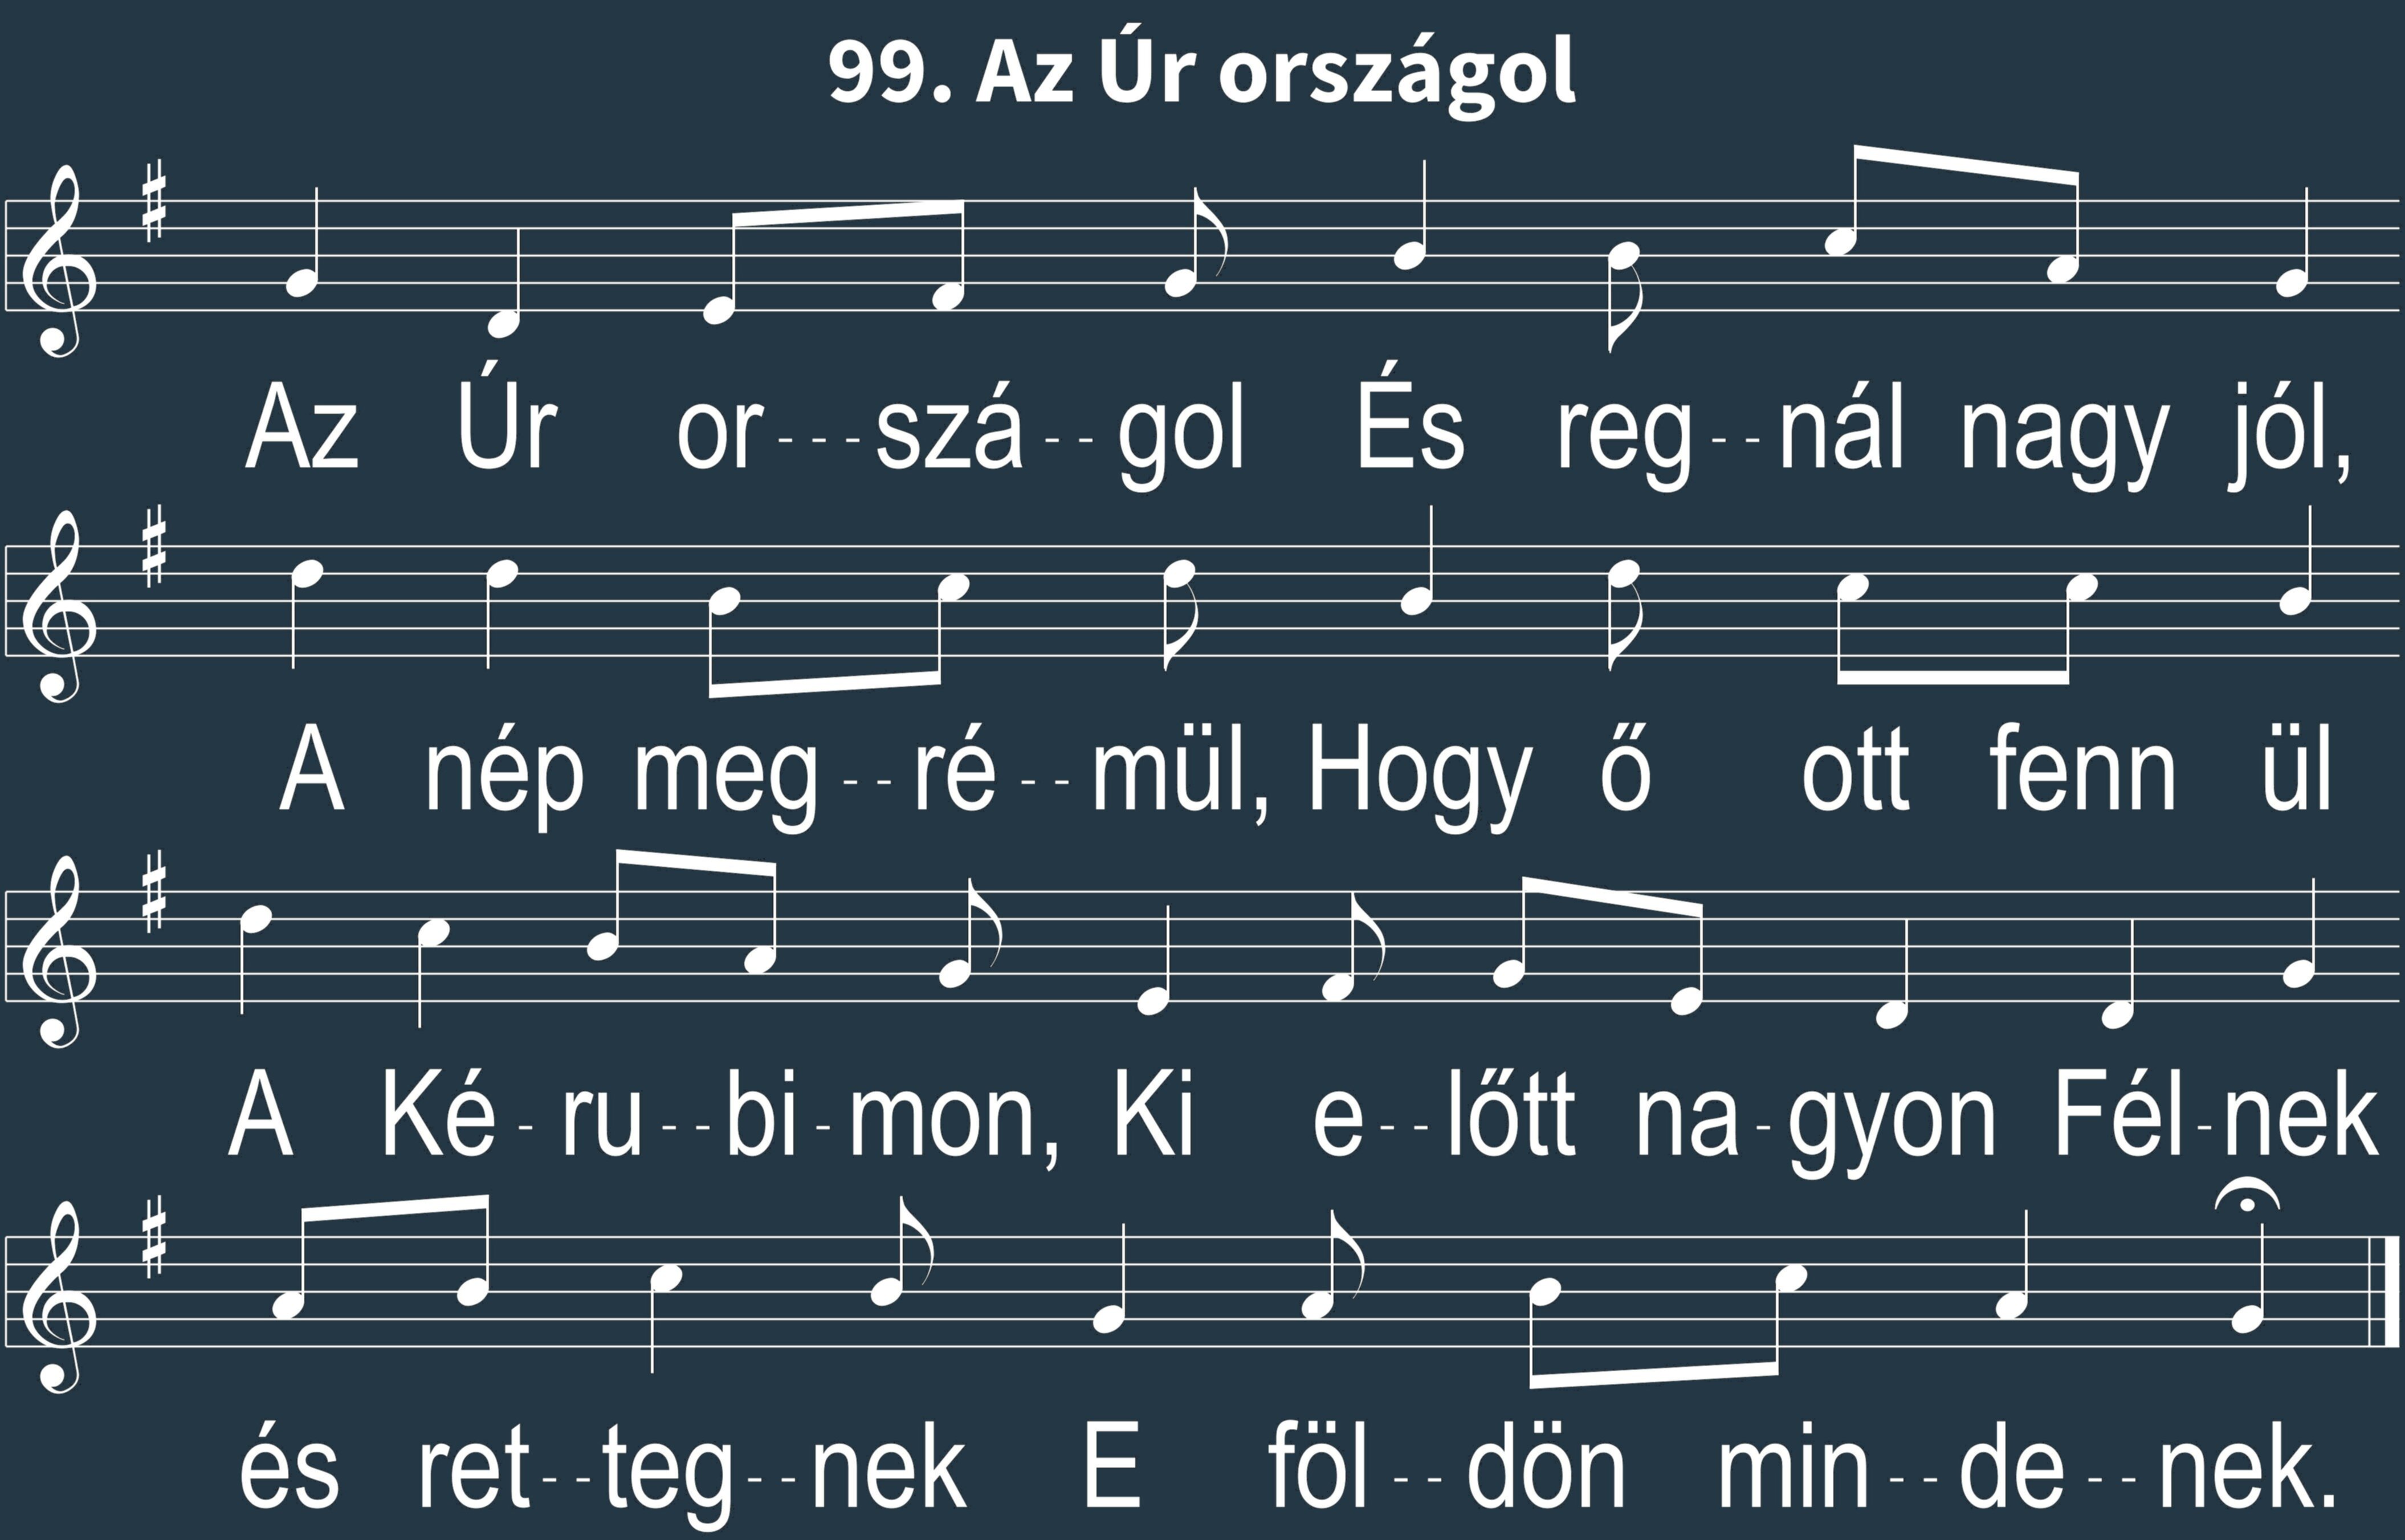 99. Az Úr országol
Az Úr or---szá--gol És reg--nál nagy jól,
A nép meg--ré--mül, Hogy ő ott fenn ül
A Ké-ru--bi-mon, Ki e--lőtt na-gyon Fél-nek
és ret--teg--nek E föl--dön min--de--nek.